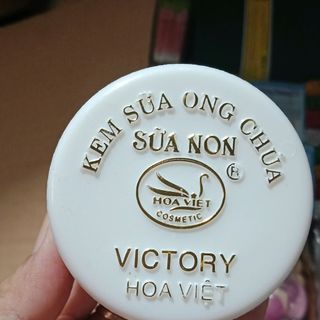 KEM SỮA ONG CHÚA
SỮA NON
®
HOA VIỆT
COSMETIC
VICTORY
HOA VIỆT